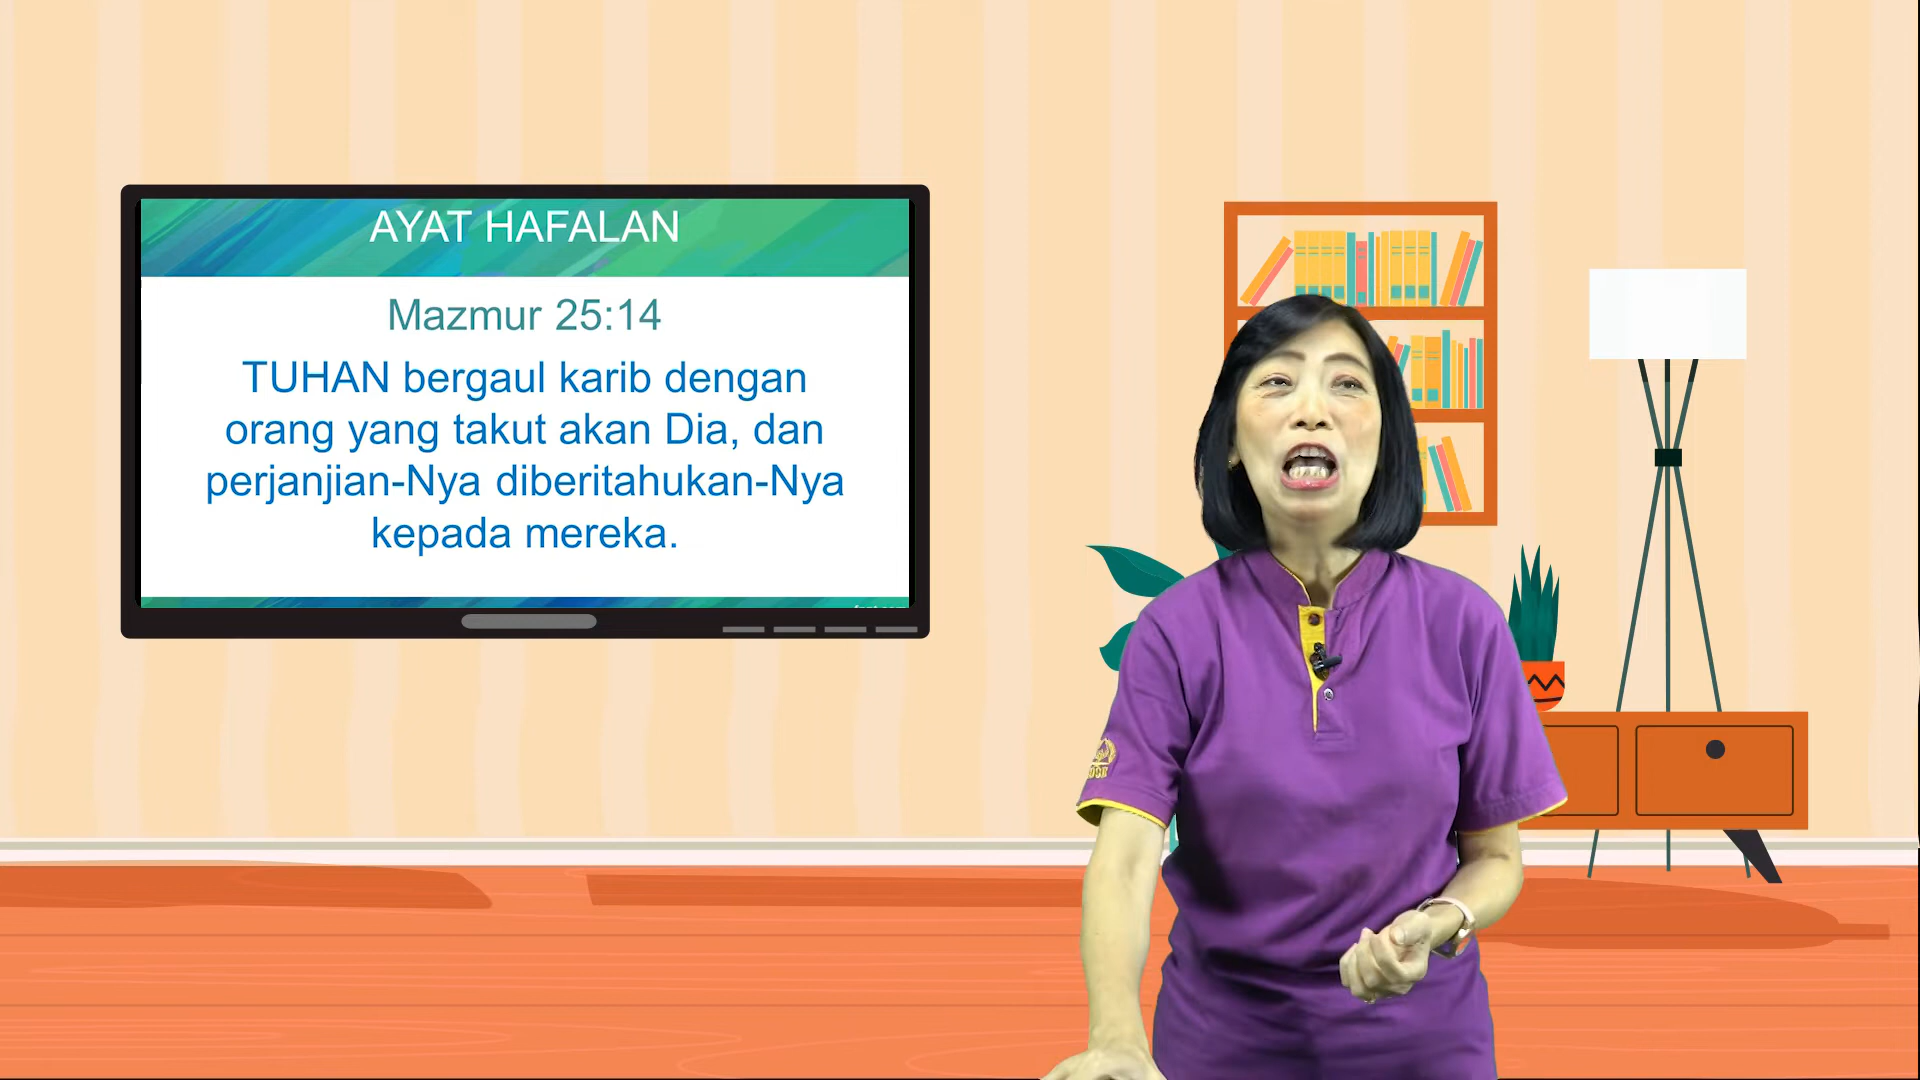 AYAT HAFALAN
Mazmur 25:14
TUHAN bergaul karib dengan
orang yang takut akan Dia, dan
perjanjian-Nya diberitahukan-Nya
kepada mereka.